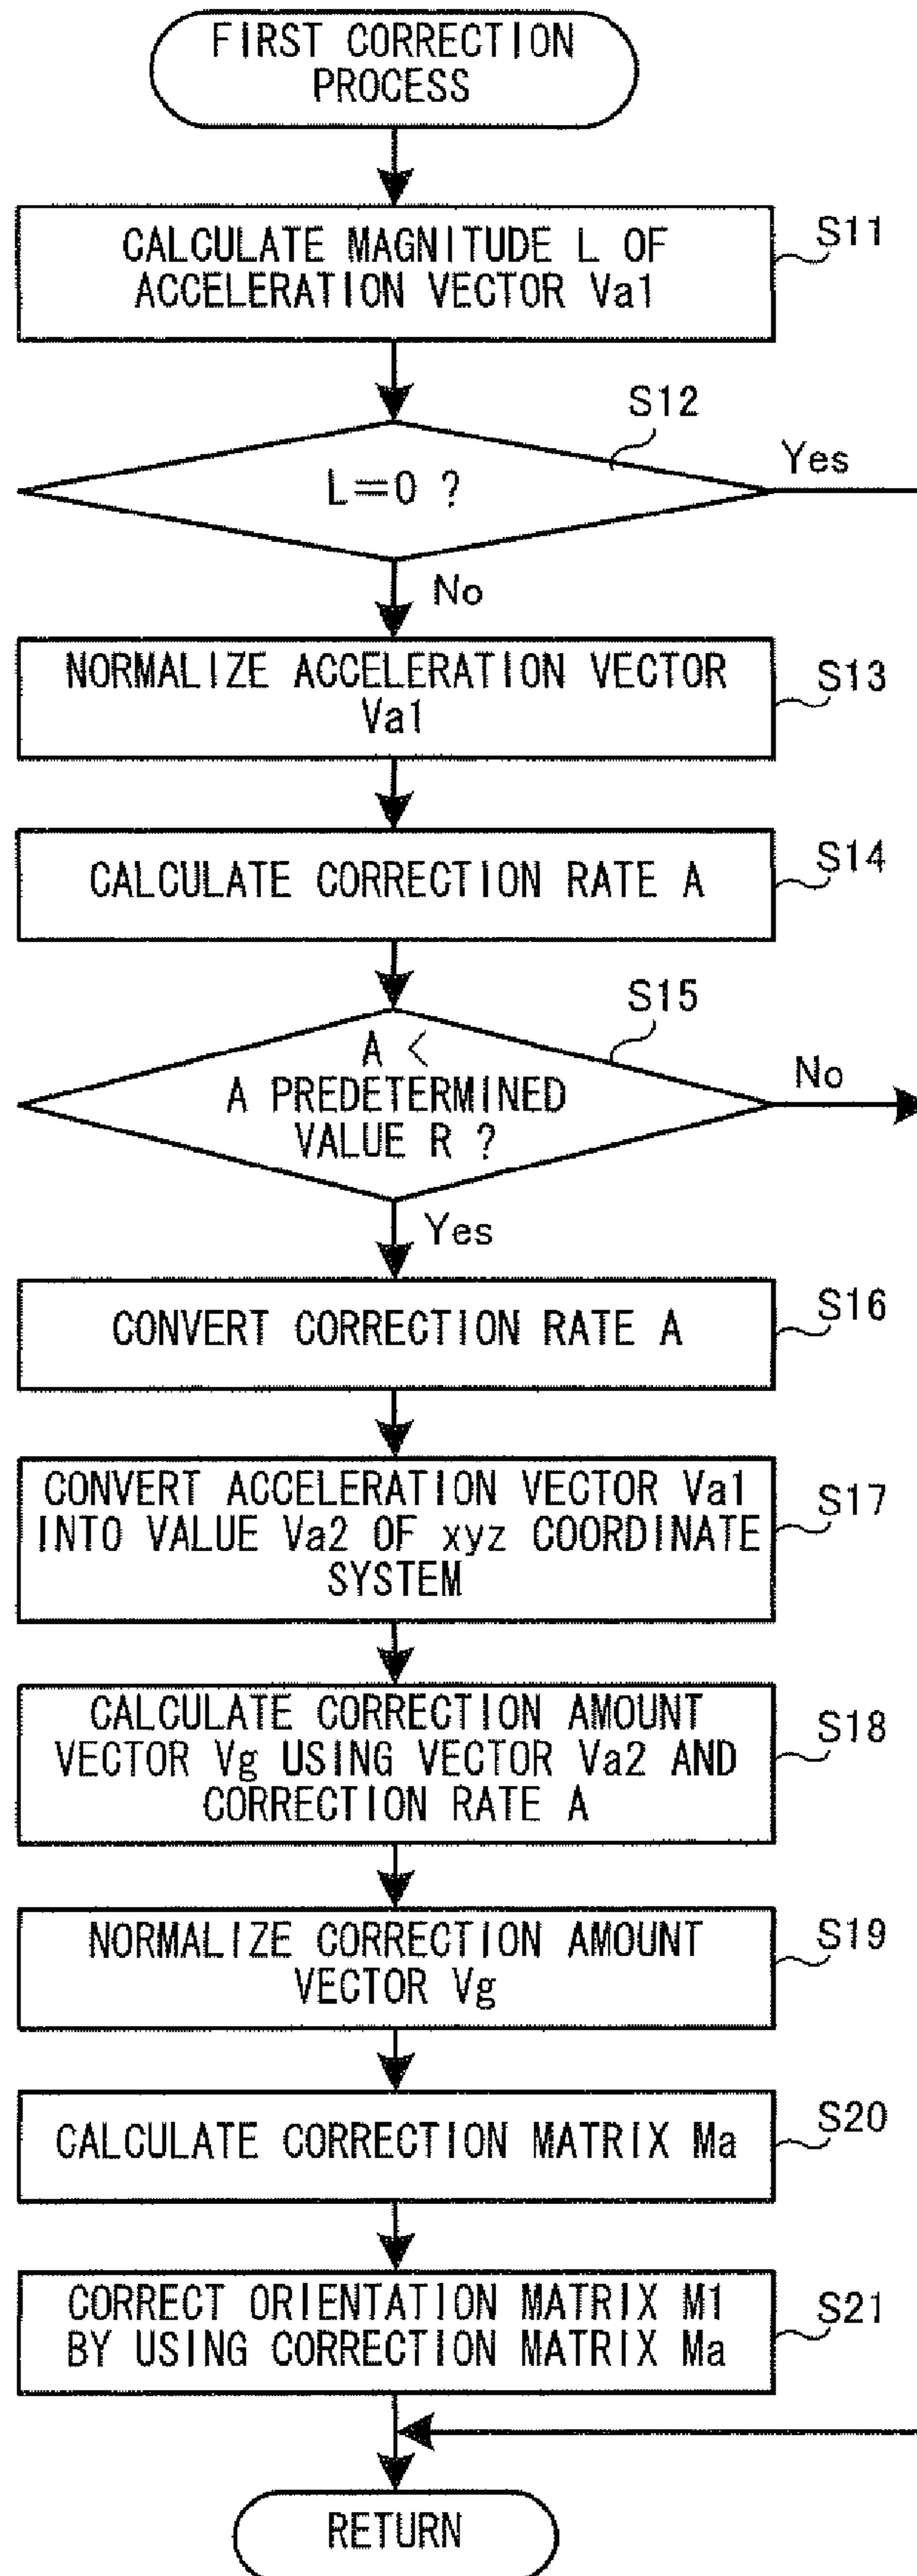 FIRST CORRECTION
PROCESS
CALCULATE MAGNITUDE L OF
ACCELERATION VECTOR Va1
S11
S12
L=0 ?
Yes
No
NORMALIZE ACCELERATION VECTOR
Va1
S13
CALCULATE CORRECTION RATE A
S14
S15
A <
A PREDETERMINED
VALUE R ?
No
Yes
CONVERT CORRECTION RATE A
S16
CONVERT ACCELERATION VECTOR Va1
INTO VALUE Va2 OF xyz COORDINATE
SYSTEM
S17
CALCULATE CORRECTION AMOUNT
VECTOR Vg USING VECTOR Va2 AND
CORRECTION RATE A
S18
NORMALIZE CORRECTION AMOUNT
VECTOR Vg
S19
CALCULATE CORRECTION MATRIX Ma
S20
CORRECT ORIENTATION MATRIX M1
BY USING CORRECTION MATRIX Ma
S21
RETURN